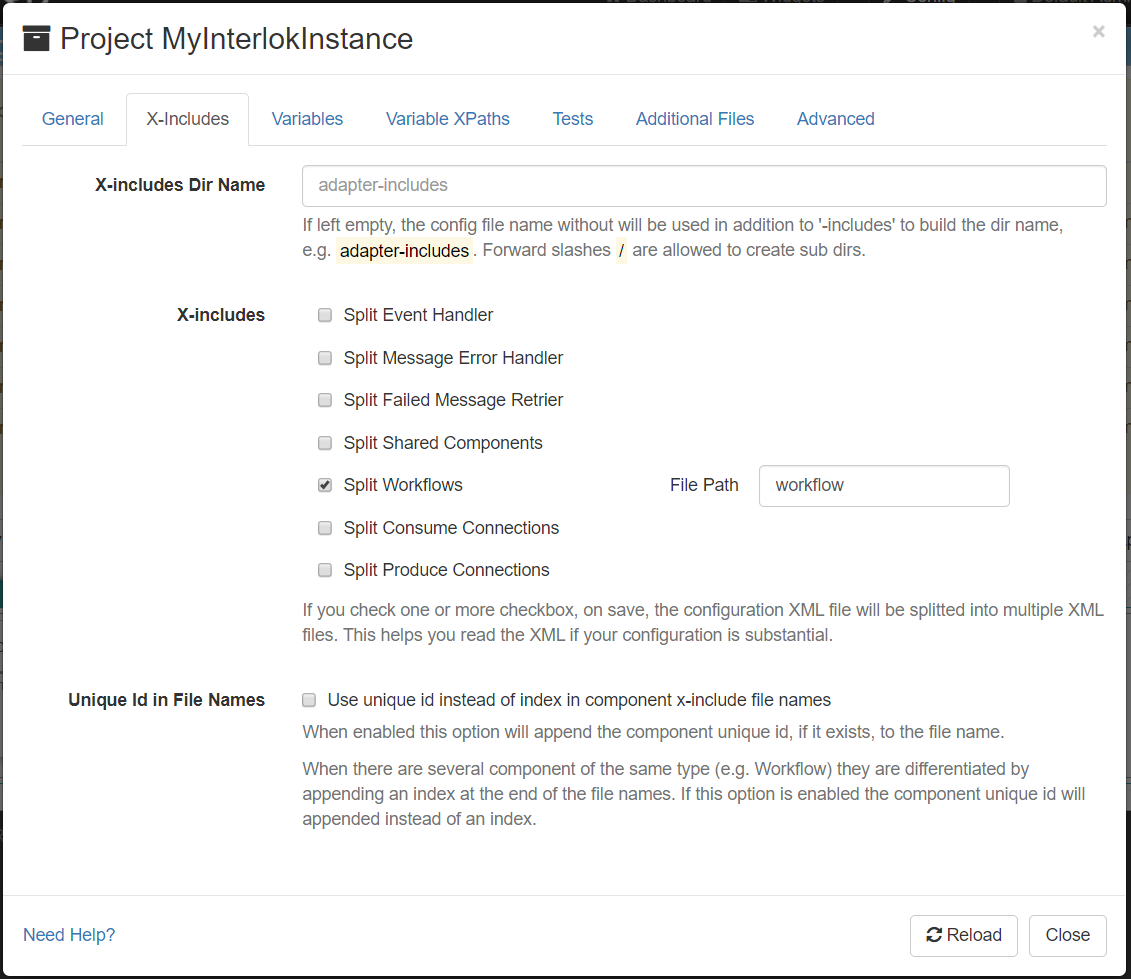 Project MyInterlokInstance
×
General X-Includes Variables Variable XPaths Tests Additional Files Advanced
X-includes Dir Name adapter-includes
If left empty, the config file name without will be used in addition to '-includes' to build the dir name,
e.g. adapter-includes . Forward slashes / are allowed to create sub dirs.
X-includes Split Event Handler
Split Message Error Handler
Split Failed Message Retrier
Split Shared Components
Split Workflows File Path workflow
Split Consume Connections
Split Produce Connections
If you check one or more checkbox, on save, the configuration XML file will be splitted into multiple XML
files. This helps you read the XML if your configuration is substantial.
Unique Id in File Names Use unique id instead of index in component x-include file names
When enabled this option will append the component unique id, if it exists, to the file name.
When there are several component of the same type (e.g. Workflow) they are differentiated by
appending an index at the end of the file names. If this option is enabled the component unique id will
appended instead of an index.
Need Help? Reload Close